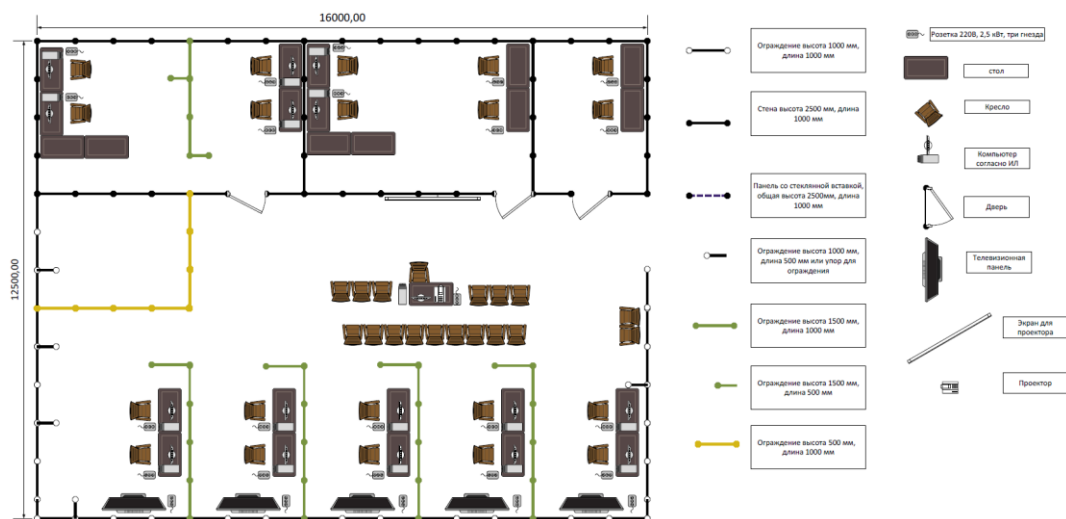 16000,00
12500,00
Ограждение высота 1000 мм,
длина 1000 мм
Стена высота 2500 мм, длина
1000 мм
Панель со стеклянной вставкой,
общая высота 2500мм, длина
1000 мм
Ограждение высота 1000 мм,
длина 500 мм или упор для
ограждения
Ограждение высота 1500 мм,
длина 1000 мм
Ограждение высота 1500 мм,
длина 500 мм
Ограждение высота 500 мм,
длина 1000 мм
Розетка 220В, 2,5 кВт, три гнезда
стол
Кресло
Компьютер
согласно ИЛ
Дверь
Телевизионная
панель
Экран для
проектора
Проектор